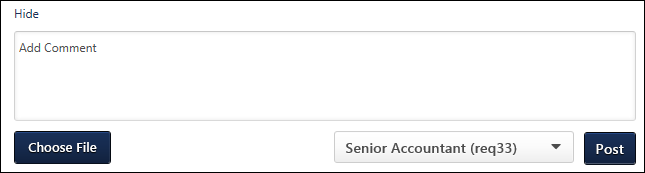 Hide
Add Comment
Choose File
Senior Accountant (req33)
Post